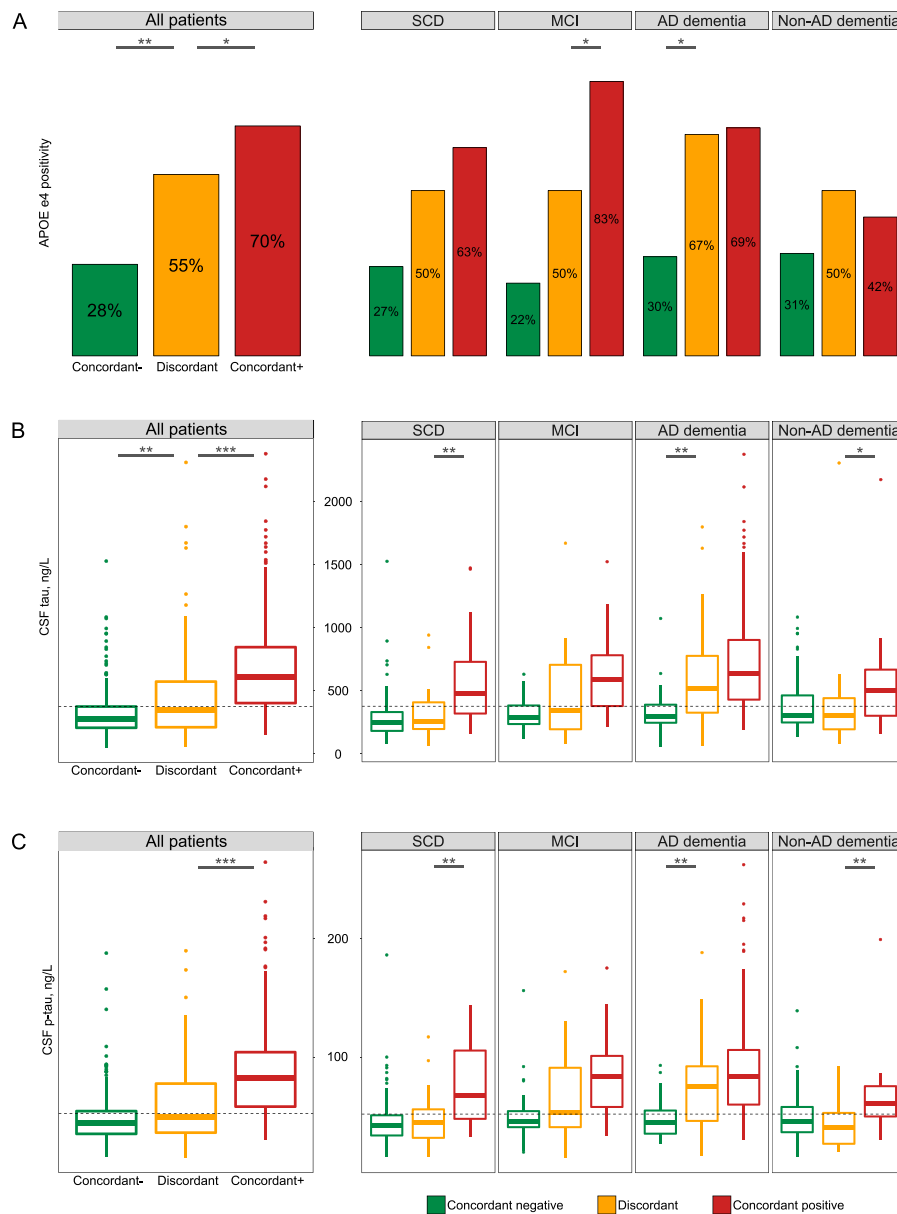 A
All patients
SCD
MCI
AD dementia
Non-AD dementia
** *
* *
APOE e4 positivity
28%
55%
70%
27%
50%
63%
22%
50%
83%
30%
67%
69%
31%
50%
42%
Concordant- Discordant Concordant+
B
All patients
SCD
MCI
AD dementia
Non-AD dementia
** ***
** ** *
CSF tau, ng/L
2000
1500
1000
500
0
Concordant- Discordant Concordant+
C
All patients
SCD
MCI
AD dementia
Non-AD dementia
***
** ** **
CSF p-tau, ng/L
200
100
Concordant- Discordant Concordant+
Concordant negative Discordant Concordant positive